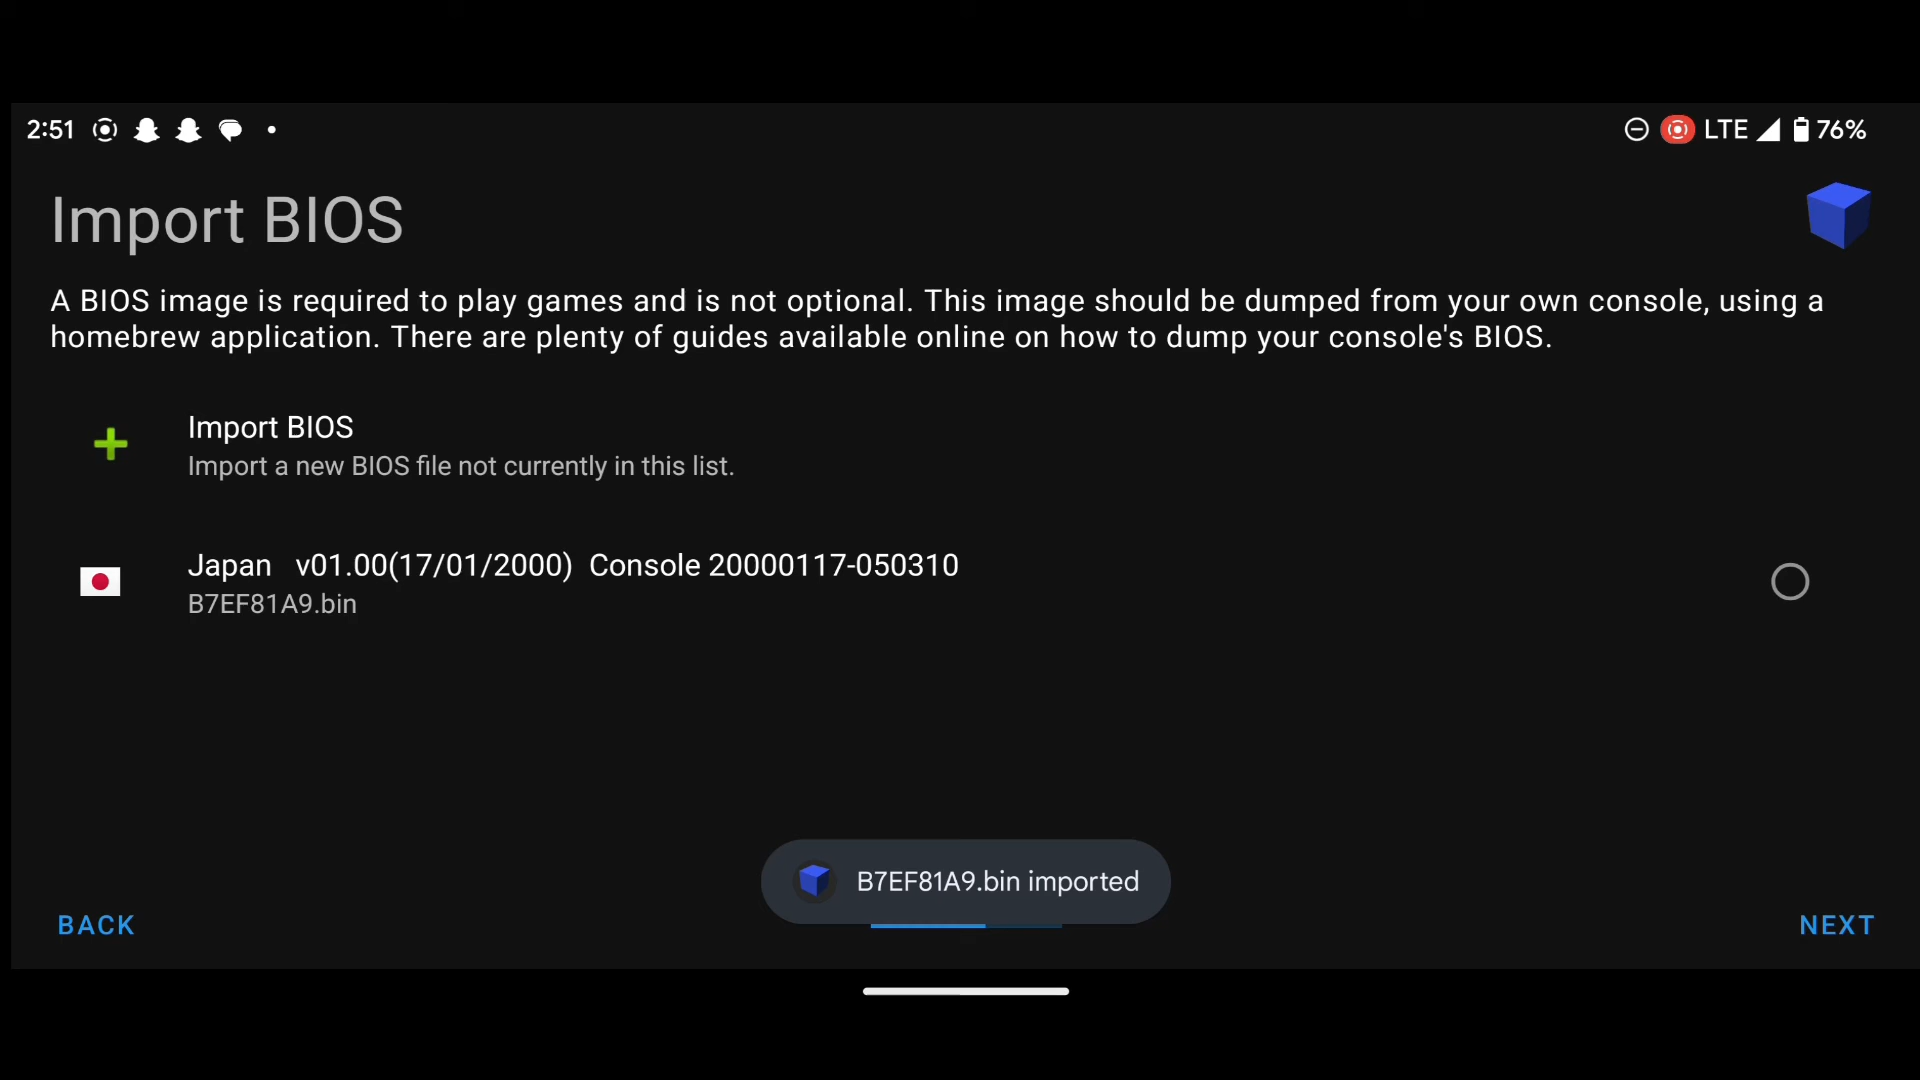 2:51
LTE 76%
Import BIOS
A BIOS image is required to play games and is not optional. This image should be dumped from your own console, using a
homebrew application. There are plenty of guides available online on how to dump your console's BIOS.
Import BIOS
Import a new BIOS file not currently in this list.
Japan v01.00(17/01/2000) Console 20000117-050310
B7EF81A9.bin
B7EF81A9.bin imported
BACK
NEXT